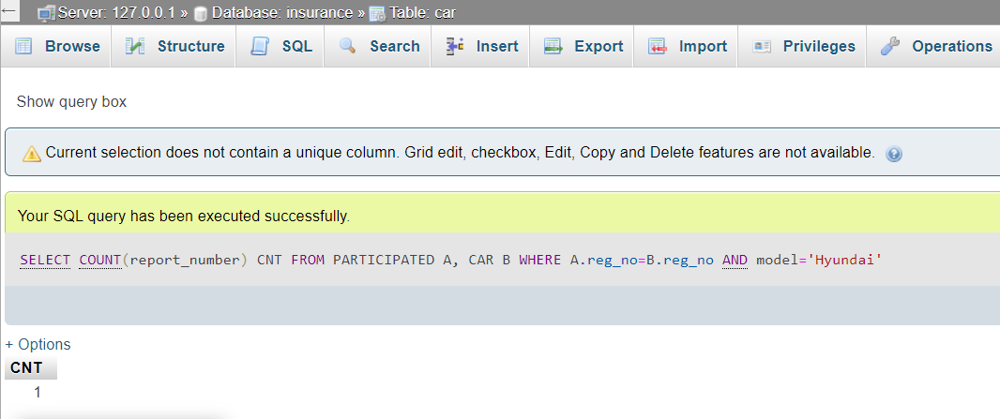 ← Server: 127.0.0.1 » Database: insurance » Table: car
Browse Structure SQL Search Insert Export Import Privileges Operations
Show query box
Current selection does not contain a unique column. Grid edit, checkbox, Edit, Copy and Delete features are not available.
Your SQL query has been executed successfully.
SELECT COUNT(report_number) CNT FROM PARTICIPATED A, CAR B WHERE A.reg_no=B.reg_no AND model='Hyundai'
+ Options
CNT
1